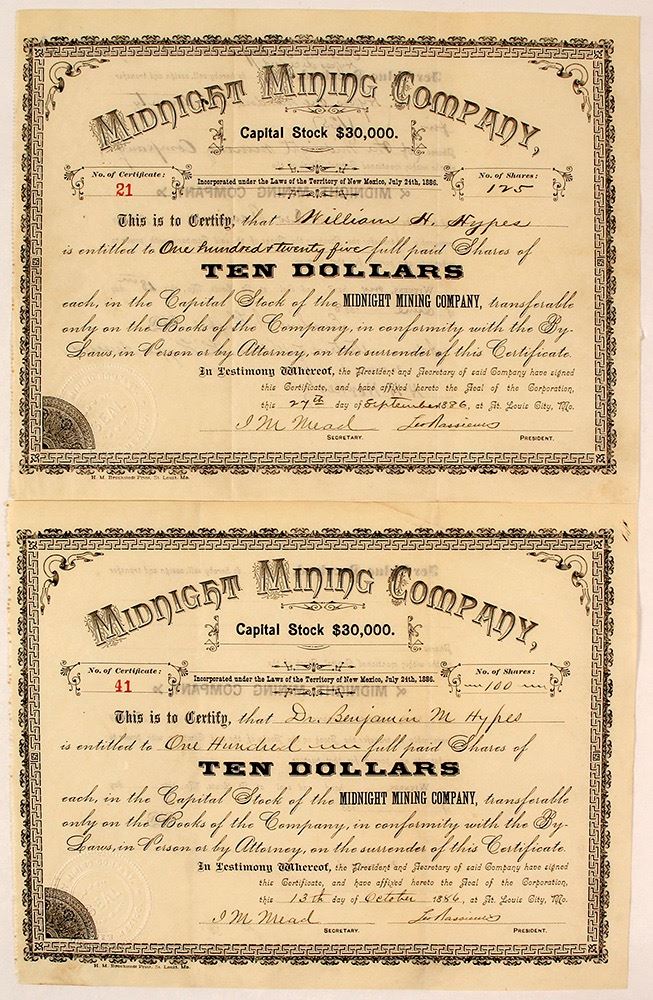 MIDNIGHT MINING COMPANY,
Capital Stock $30,000.
No. of Certificate:
21
Incorporated under the Laws of the Territory of New Mexico, July 24th, 1886.
No. of Shares:
125
This is to Certify, that William H. Hypes
is entitled to One hundred & twenty five full paid Shares of
TEN DOLLARS
each, in the Capital Stock of the MIDNIGHT MINING COMPANY, transferable
only on the Books of the Company, in conformity with the By-
Laws, in Person or by Attorney, on the surrender of this Certificate.
In Testimony Whereof, the President and Secretary of said Company have signed
this Certificate, and have affixed hereto the Seal of the Corporation,
this 27th day of September 1886, at St. Louis City, Mo.
J M Mead Leo Rassieur
SECRETARY. PRESIDENT.
SEAL
MIDNIGHT MINING COMPANY,
Capital Stock $30,000.
No. of Certificate:
41
Incorporated under the Laws of the Territory of New Mexico, July 24th, 1886.
No. of Shares:
100
This is to Certify, that Dr. Benjamin M Hypes
is entitled to One Hundred full paid Shares of
TEN DOLLARS
each, in the Capital Stock of the MIDNIGHT MINING COMPANY, transferable
only on the Books of the Company, in conformity with the By-
Laws, in Person or by Attorney, on the surrender of this Certificate.
In Testimony Whereof, the President and Secretary of said Company have signed
this Certificate, and have affixed hereto the Seal of the Corporation,
this 13th day of October 1886, at St. Louis City, Mo.
J M Mead Leo Rassieur
SECRETARY. PRESIDENT.